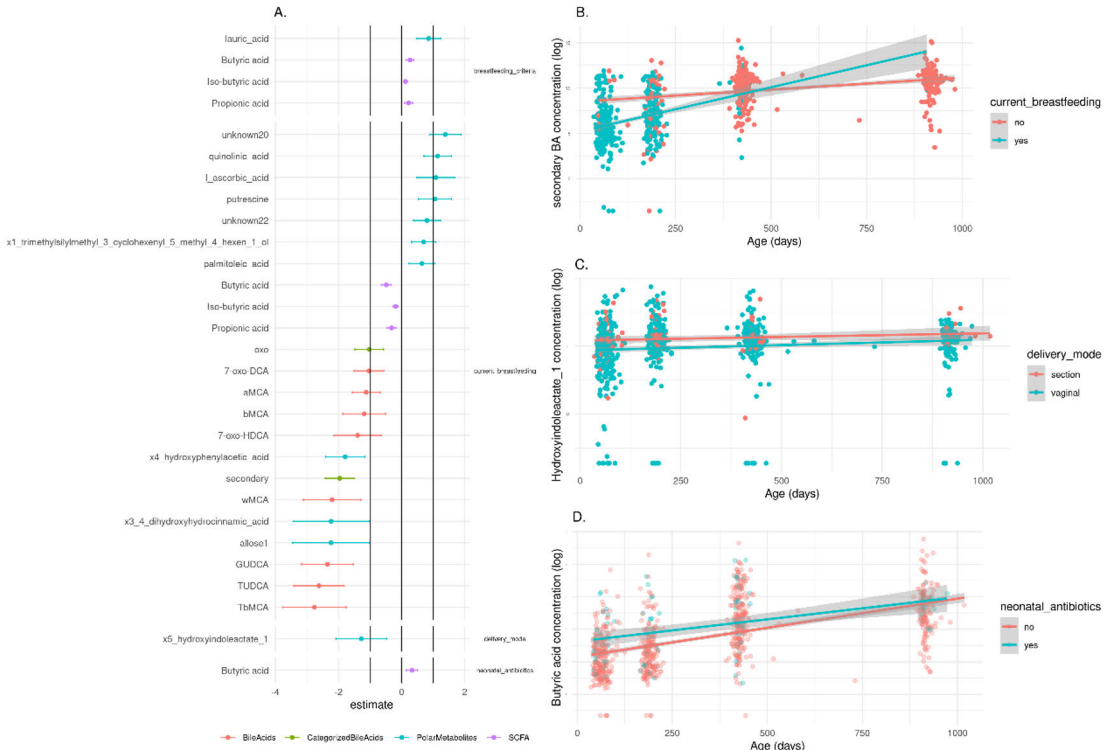 A.
lauric_acid
Butyric acid
Iso-butyric acid
Propionic acid
breastfeeding_criteria
unknown20
quinolinic_acid
l_ascorbic_acid
putrescine
unknown22
x1_trimethylsilylmethyl_3_cyclohexenyl_5_methyl_4_hexen_1_ol
palmitoleic_acid
Butyric acid
Iso-butyric acid
Propionic acid
oxo
7-oxo-DCA
aMCA
bMCA
7-oxo-HDCA
x4_hydroxyphenylacetic_acid
secondary
wMCA
x3_4_dihydroxyhydrocinnamic_acid
allose1
GUDCA
TUDCA
TbMCA
current_breastfeeding
x5_hydroxyindoleactate_1
delivery_mode
Butyric acid
neonatal_antibiotics
-4 -2 0 2
estimate
BileAcids CategorizedBileAcids PolarMetabolites SCFA
B.
secondary BA concentration (log)
0 250 500 750 1000
Age (days)
current_breastfeeding
no
yes
C.
Hydroxyindoleactate_1 concentration (log)
0 250 500 750 1000
Age (days)
delivery_mode
section
vaginal
D.
Butyric acid concentration (log)
0 250 500 750 1000
Age (days)
neonatal_antibiotics
no
yes